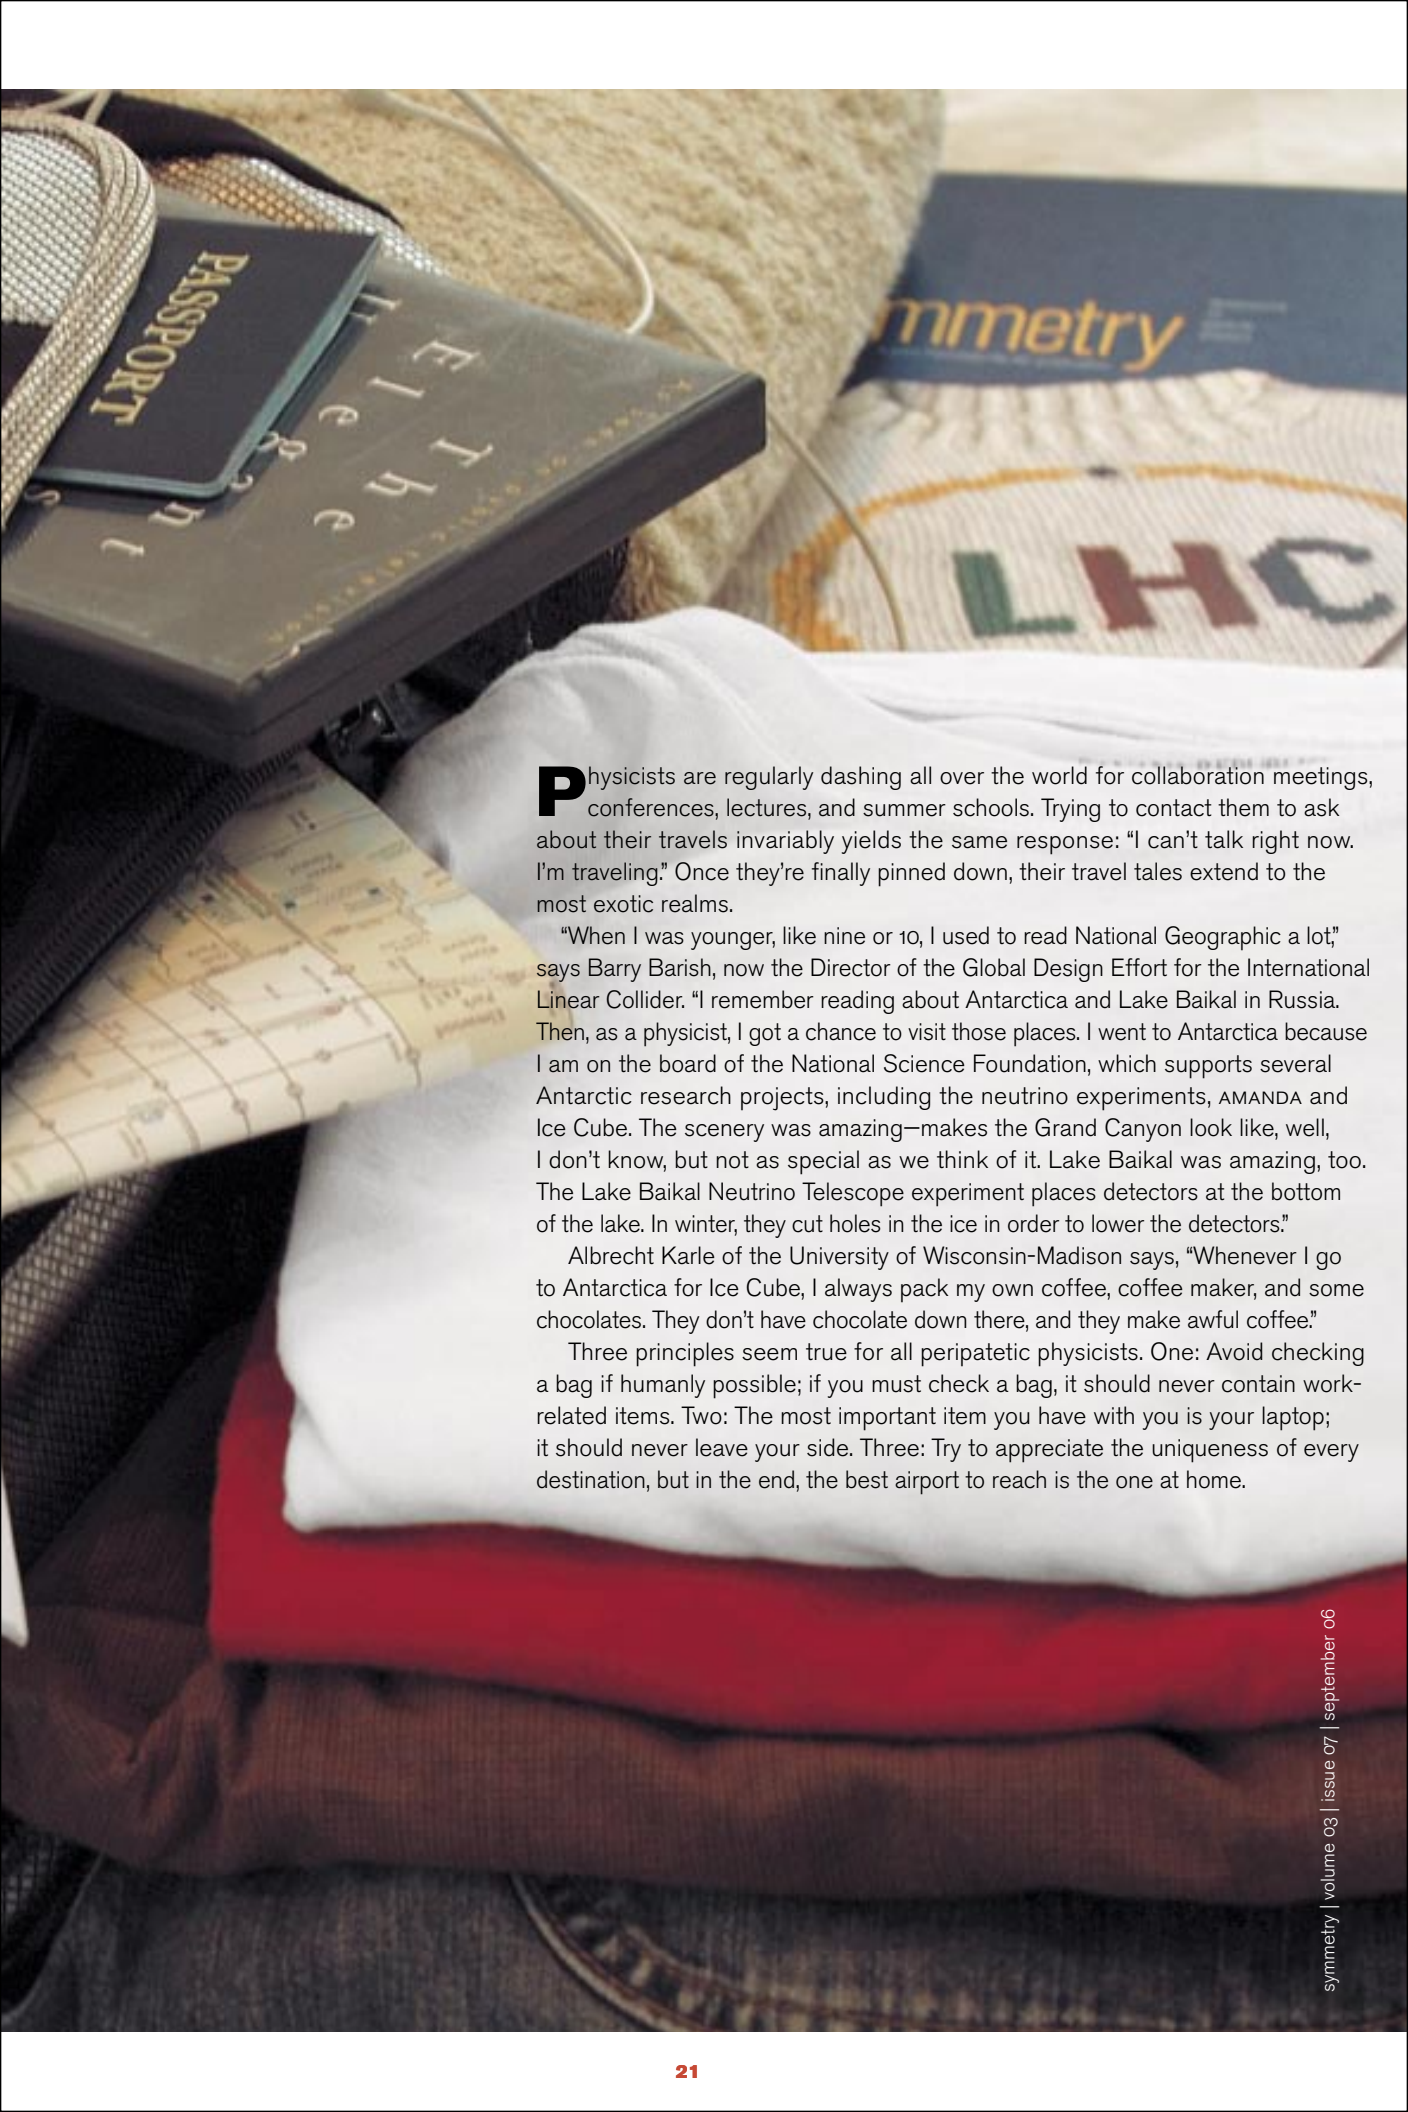 PASSPORT
The
Elegant
mmetry
LHC
Physicists are regularly dashing all over the world for collaboration meetings,
conferences, lectures, and summer schools. Trying to contact them to ask
about their travels invariably yields the same response: “I can’t talk right now.
I’m traveling.” Once they’re finally pinned down, their travel tales extend to the
most exotic realms.
“When I was younger, like nine or 10, I used to read National Geographic a lot,”
says Barry Barish, now the Director of the Global Design Effort for the International
Linear Collider. “I remember reading about Antarctica and Lake Baikal in Russia.
Then, as a physicist, I got a chance to visit those places. I went to Antarctica because
I am on the board of the National Science Foundation, which supports several
Antarctic research projects, including the neutrino experiments, AMANDA and
Ice Cube. The scenery was amazing—makes the Grand Canyon look like, well,
I don’t know, but not as special as we think of it. Lake Baikal was amazing, too.
The Lake Baikal Neutrino Telescope experiment places detectors at the bottom
of the lake. In winter, they cut holes in the ice in order to lower the detectors.”
Albrecht Karle of the University of Wisconsin-Madison says, “Whenever I go
to Antarctica for Ice Cube, I always pack my own coffee, coffee maker, and some
chocolates. They don’t have chocolate down there, and they make awful coffee.”
Three principles seem true for all peripatetic physicists. One: Avoid checking
a bag if humanly possible; if you must check a bag, it should never contain work-
related items. Two: The most important item you have with you is your laptop;
it should never leave your side. Three: Try to appreciate the uniqueness of every
destination, but in the end, the best airport to reach is the one at home.
symmetry | volume 03 | issue 07 | september 06
21